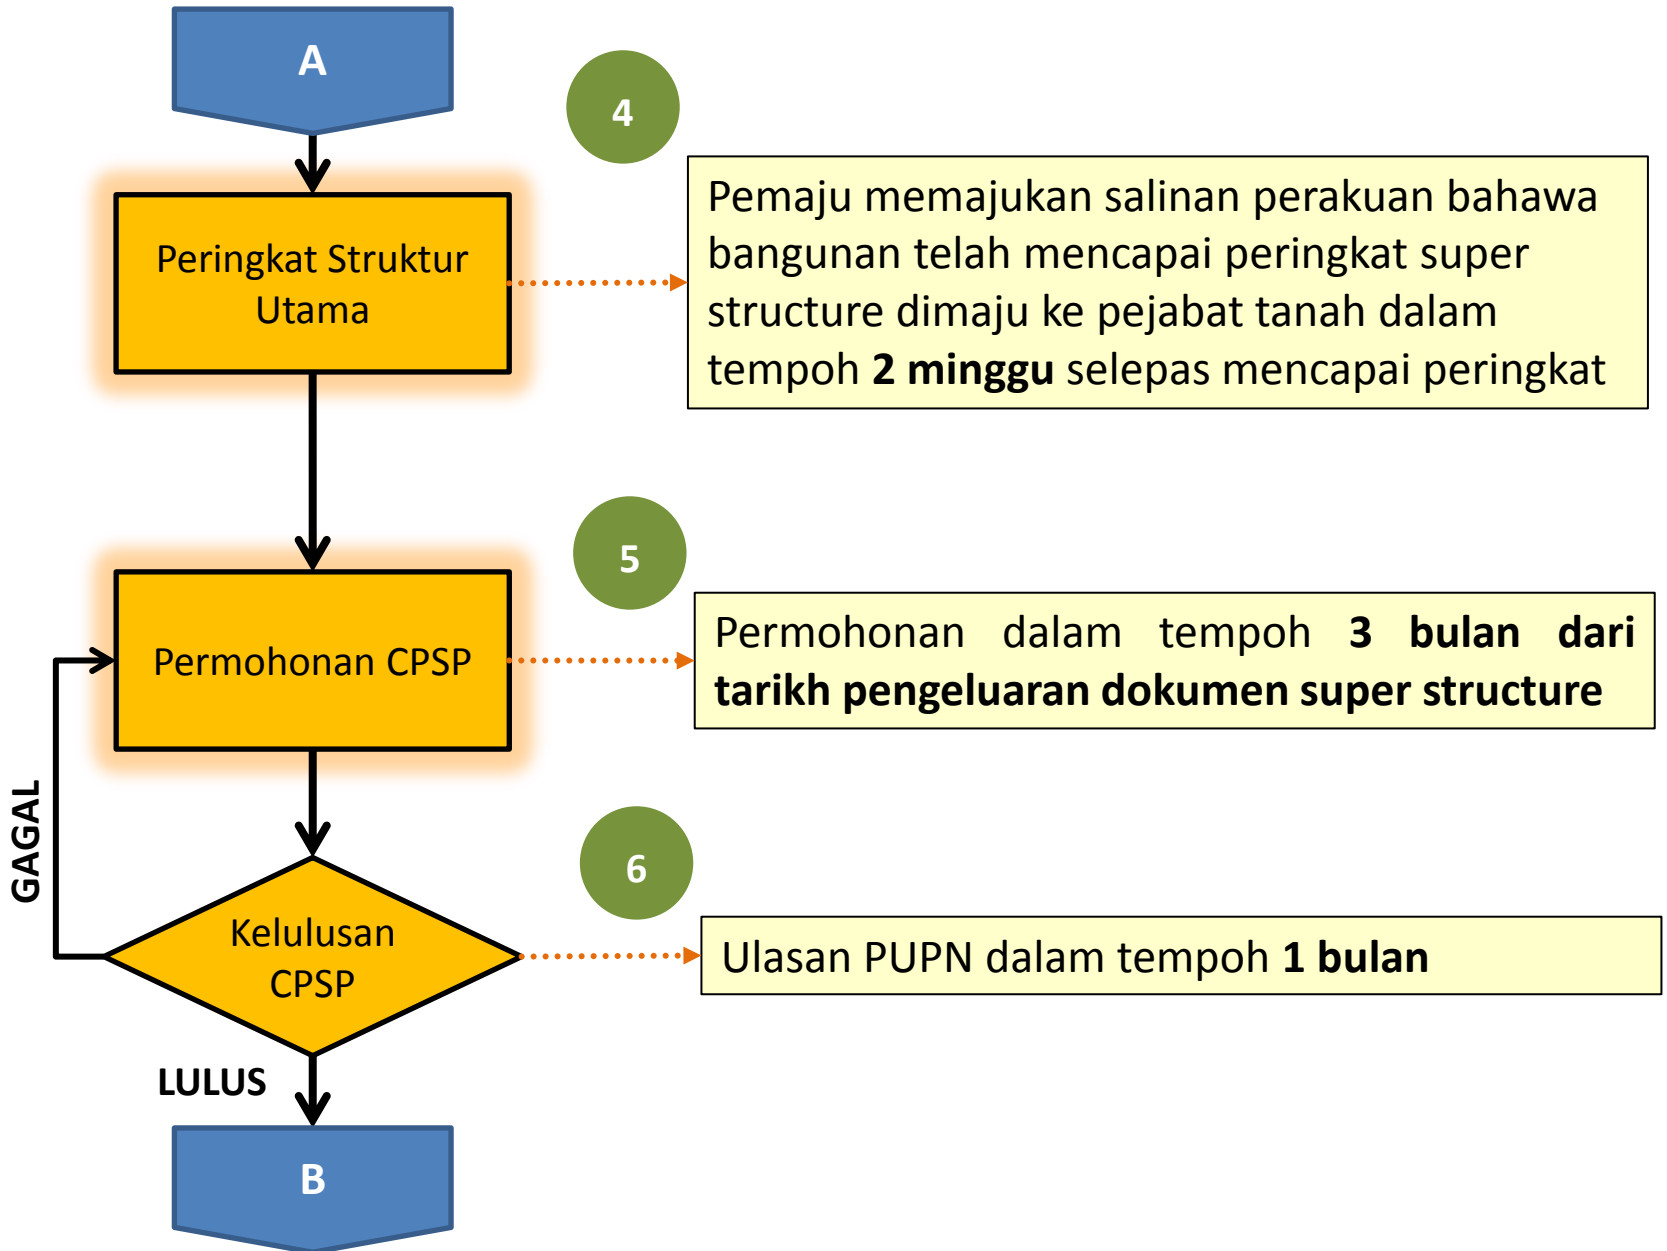 A
4
Peringkat Struktur
Utama
Pemaju memajukan salinan perakuan bahawa
bangunan telah mencapai peringkat super
structure dimaju ke pejabat tanah dalam
tempoh 2 minggu selepas mencapai peringkat
5
Permohonan CPSP
Permohonan dalam tempoh 3 bulan dari
tarikh pengeluaran dokumen super structure
GAGAL
6
Kelulusan
CPSP
Ulasan PUPN dalam tempoh 1 bulan
LULUS
B